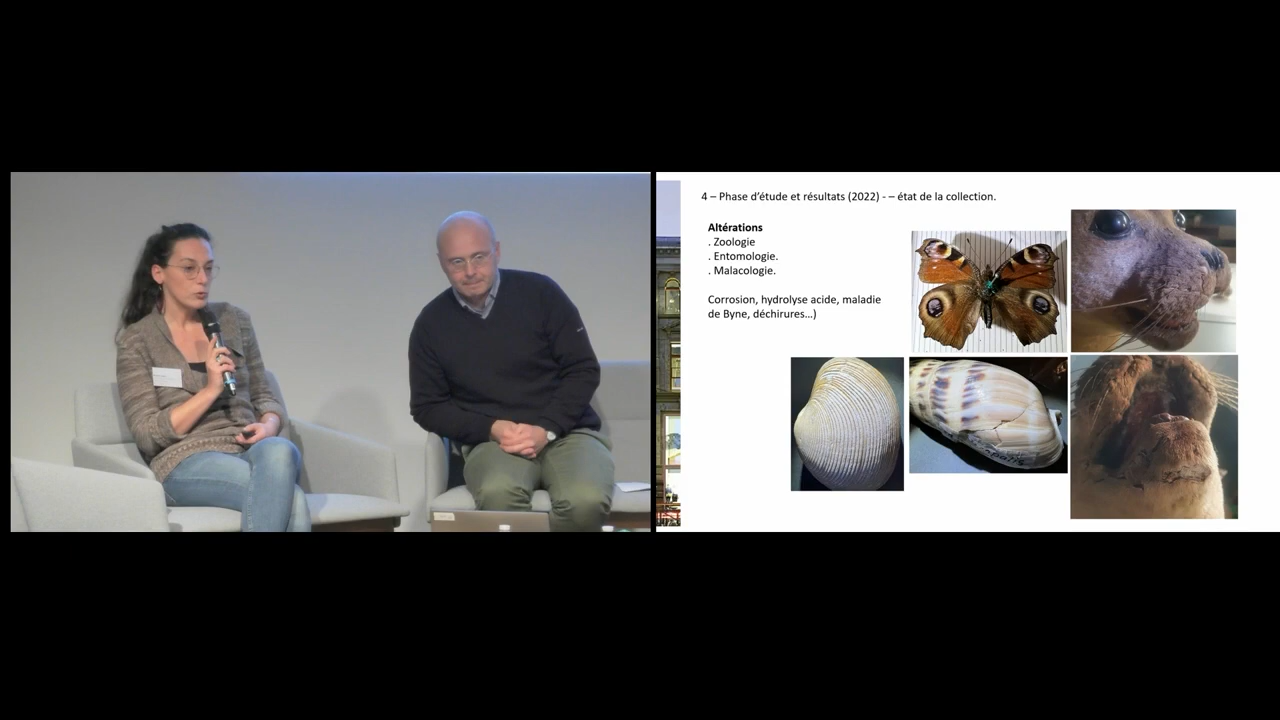 4 – Phase d'étude et résultats (2022) - – état de la collection.
Altérations
. Zoologie
. Entomologie.
. Malacologie.
Corrosion, hydrolyse acide, maladie
de Byne, déchirures…)